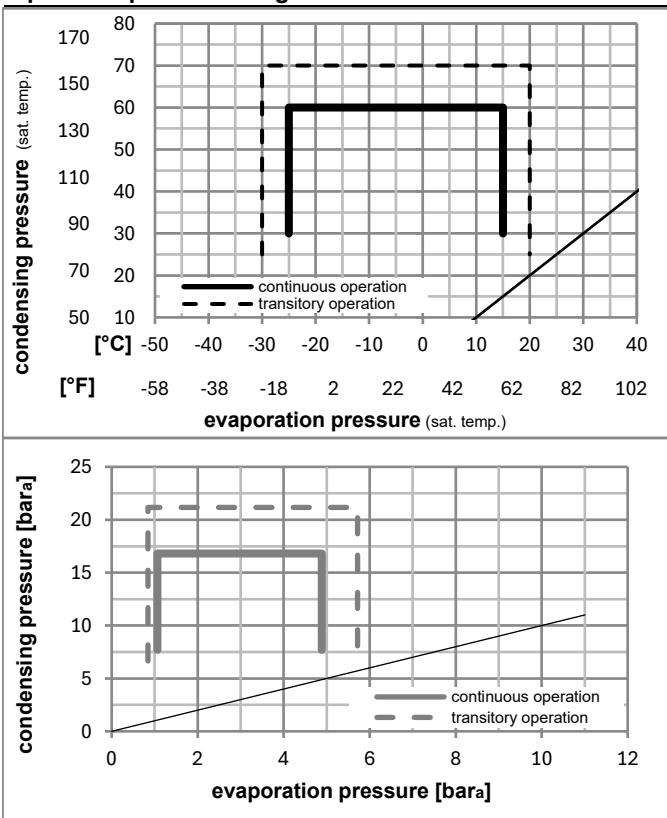 condensing pressure (sat. temp.)
80
170
70
150
60
130
50
110
40
90
30
70
20
50 10
continuous operation
transitory operation
[°C] -50 -40 -30 -20 -10 0 10 20 30 40
[°F] -58 -38 -18 2 22 42 62 82 102
evaporation pressure (sat. temp.)
condensing pressure [bara]
25
20
15
10
5
0
continuous operation
transitory operation
0 2 4 6 8 10 12
evaporation pressure [bara]